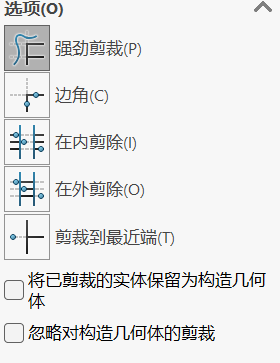 选项(O)
强劲剪裁(P)
边角(C)
在内剪除(I)
在外剪除(O)
剪裁到最近端(T)
将已剪裁的实体保留为构造几何
体
忽略对构造几何体的剪裁